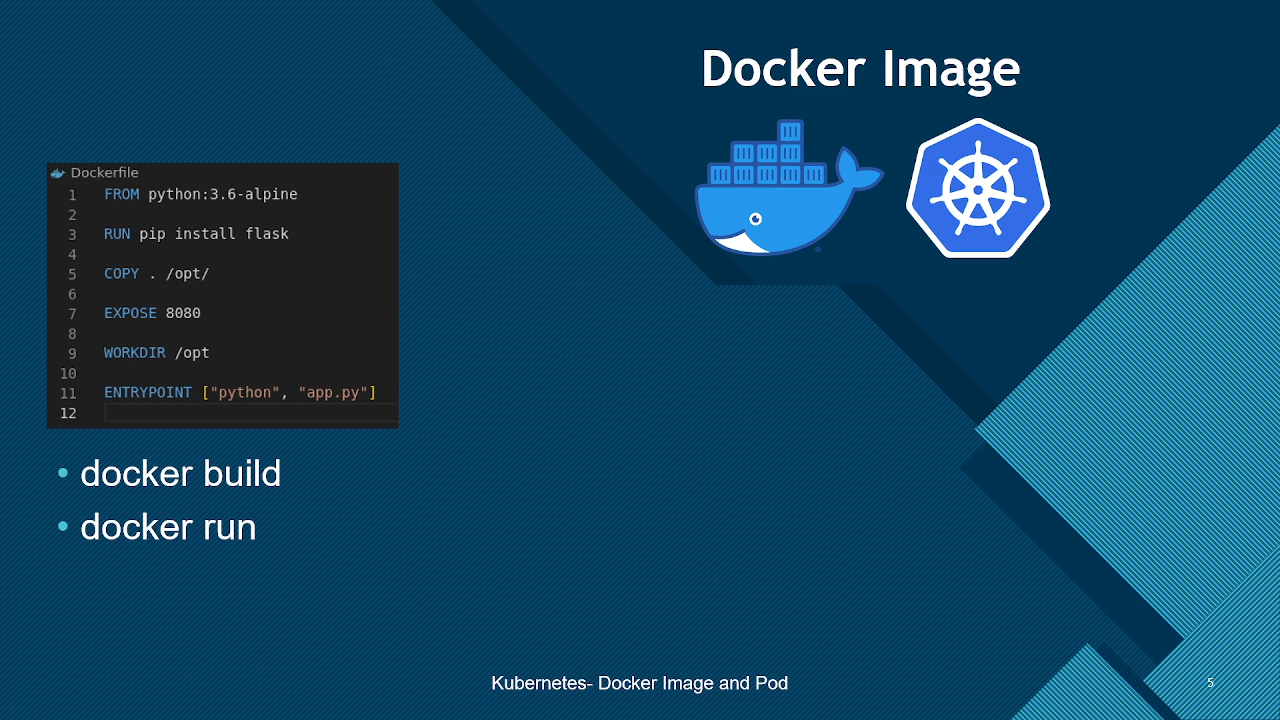 Docker Image
Dockerfile
1 FROM python:3.6-alpine
2
3 RUN pip install flask
4
5 COPY . /opt/
6
7 EXPOSE 8080
8
9 WORKDIR /opt
10
11 ENTRYPOINT ["python", "app.py"]
12
• docker build
• docker run
Kubernetes- Docker Image and Pod
5